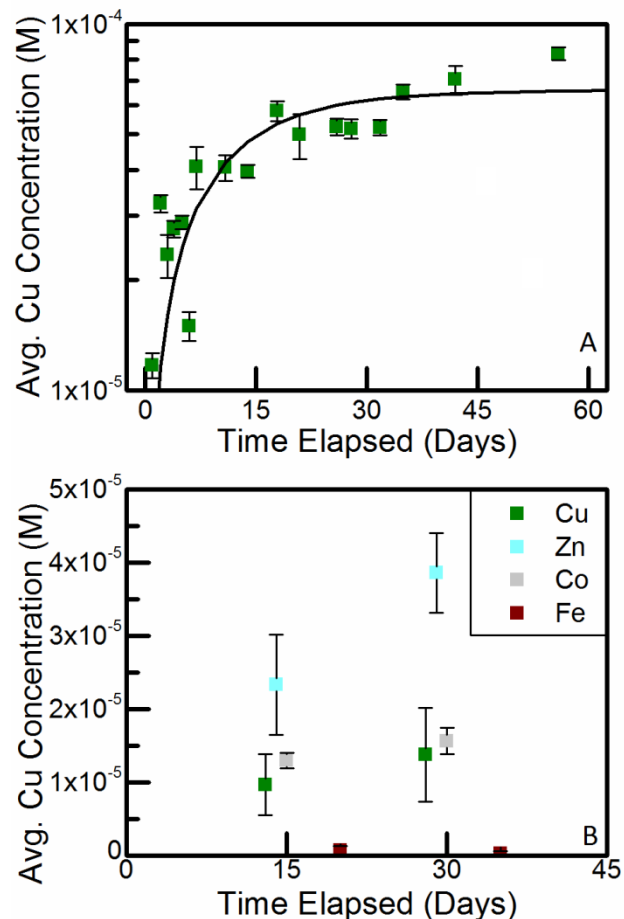 1x10⁻⁴
Avg. Cu Concentration (M)
A
1x10⁻⁵
0 15 30 45 60
Time Elapsed (Days)
5x10⁻⁵
Cu
Zn
Co
Fe
4x10⁻⁵
3x10⁻⁵
Avg. Cu Concentration (M)
2x10⁻⁵
1x10⁻⁵
0
B
0 15 30 45
Time Elapsed (Days)